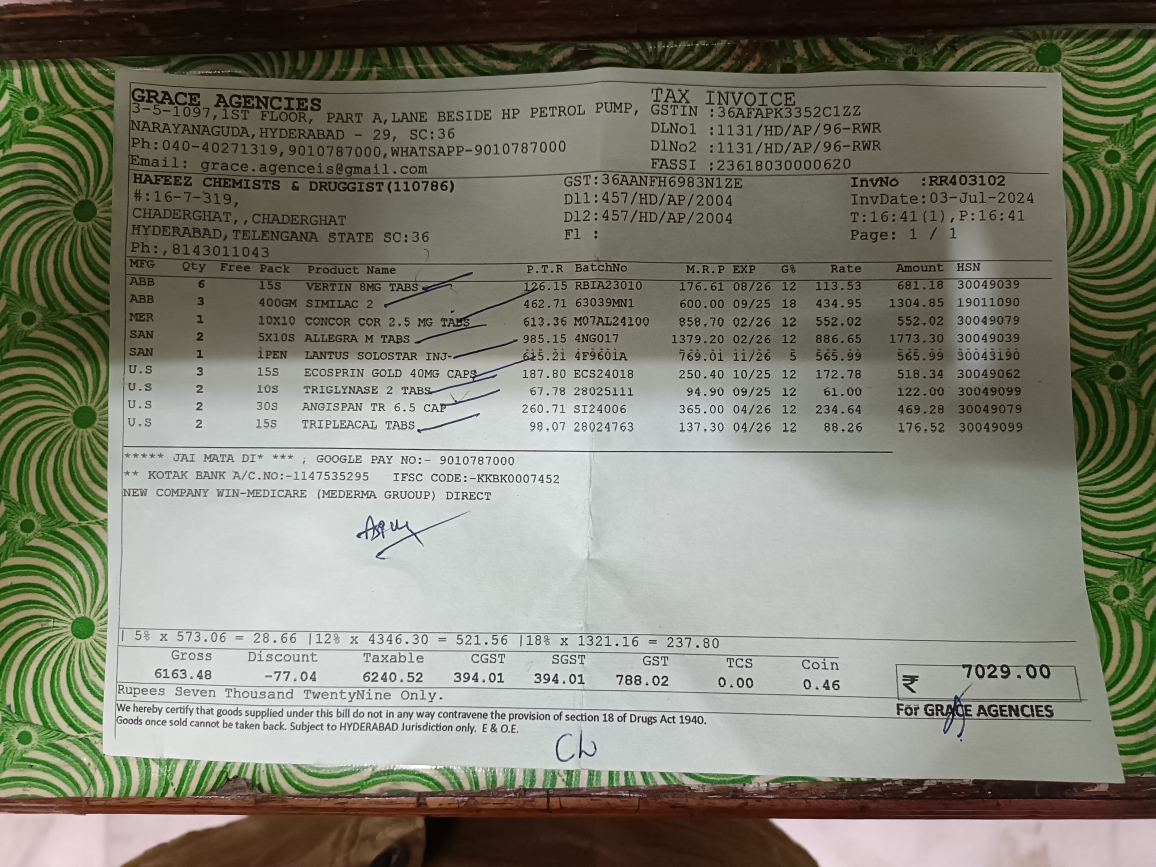 GRACE AGENCIES
3-5-1097,1ST FLOOR, PART A,LANE BESIDE HP PETROL PUMP,
NARAYANAGUDA,HYDERABAD - 29, SC:36
Ph:040-40271319,9010787000,WHATSAPP-9010787000
Email: grace.agenceis@gmail.com
TAX INVOICE
GSTIN :36AFAPK3352C1ZZ
DLNo1 :1131/HD/AP/96-RWR
DlNo2 :1131/HD/AP/96-RWR
FASSI :23618030000620
HAFEEZ CHEMISTS & DRUGGIST(110786)
#:16-7-319,
CHADERGHAT,,CHADERGHAT
HYDERABAD,TELENGANA STATE SC:36
Ph:,8143011043
GST:36AANFH6983N1ZE
Dl1:457/HD/AP/2004
Dl2:457/HD/AP/2004
Fl :
InvNo :RR403102
InvDate:03-Jul-2024
T:16:41(1),P:16:41
Page: 1 / 1
MFG Qty Free Pack Product Name P.T.R BatchNo M.R.P EXP G% Rate Amount HSN
ABB 6 15S VERTIN 8MG TABS 126.15 RBIA23010 176.61 08/26 12 113.53 681.18 30049039
ABB 3 400GM SIMILAC 2 462.71 63039MN1 600.00 09/25 18 434.95 1304.85 19011090
MER 1 10X10 CONCOR COR 2.5 MG TABS 613.36 M07AL24100 858.70 02/26 12 552.02 552.02 30049079
SAN 2 5X10S ALLEGRA M TABS 985.15 4NG017 1379.20 02/26 12 886.65 1773.30 30049039
SAN 1 1PEN LANTUS SOLOSTAR INJ- 615.21 4F9601A 769.01 11/26 5 565.99 565.99 30043190
U.S 3 15S ECOSPRIN GOLD 40MG CAPS 187.80 ECS24018 250.40 10/25 12 172.78 518.34 30049062
U.S 2 10S TRIGLYNASE 2 TABS 67.78 28025111 94.90 09/25 12 61.00 122.00 30049099
U.S 2 30S ANGISPAN TR 6.5 CAP 260.71 SI24006 365.00 04/26 12 234.64 469.28 30049079
U.S 2 15S TRIPLEACAL TABS 98.07 28024763 137.30 04/26 12 88.26 176.52 30049099
***** JAI MATA DI* *** , GOOGLE PAY NO:- 9010787000
** KOTAK BANK A/C.NO:-1147535295 IFSC CODE:-KKBK0007452
NEW COMPANY WIN-MEDICARE (MEDERMA GRUOUP) DIRECT
| 5% x 573.06 = 28.66 |12% x 4346.30 = 521.56 |18% x 1321.16 = 237.80
Gross Discount Taxable CGST SGST GST TCS Coin
6163.48 -77.04 6240.52 394.01 394.01 788.02 0.00 0.46
₹ 7029.00
Rupees Seven Thousand TwentyNine Only.
For GRACE AGENCIES
We hereby certify that goods supplied under this bill do not in any way contravene the provision of section 18 of Drugs Act 1940.
Goods once sold cannot be taken back. Subject to HYDERABAD Jurisdiction only. E & O.E.